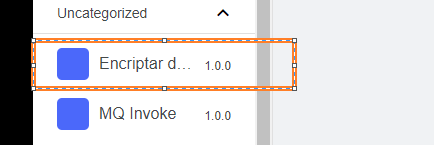 Uncategorized
Encriptar d... 1.0.0
MQ Invoke 1.0.0